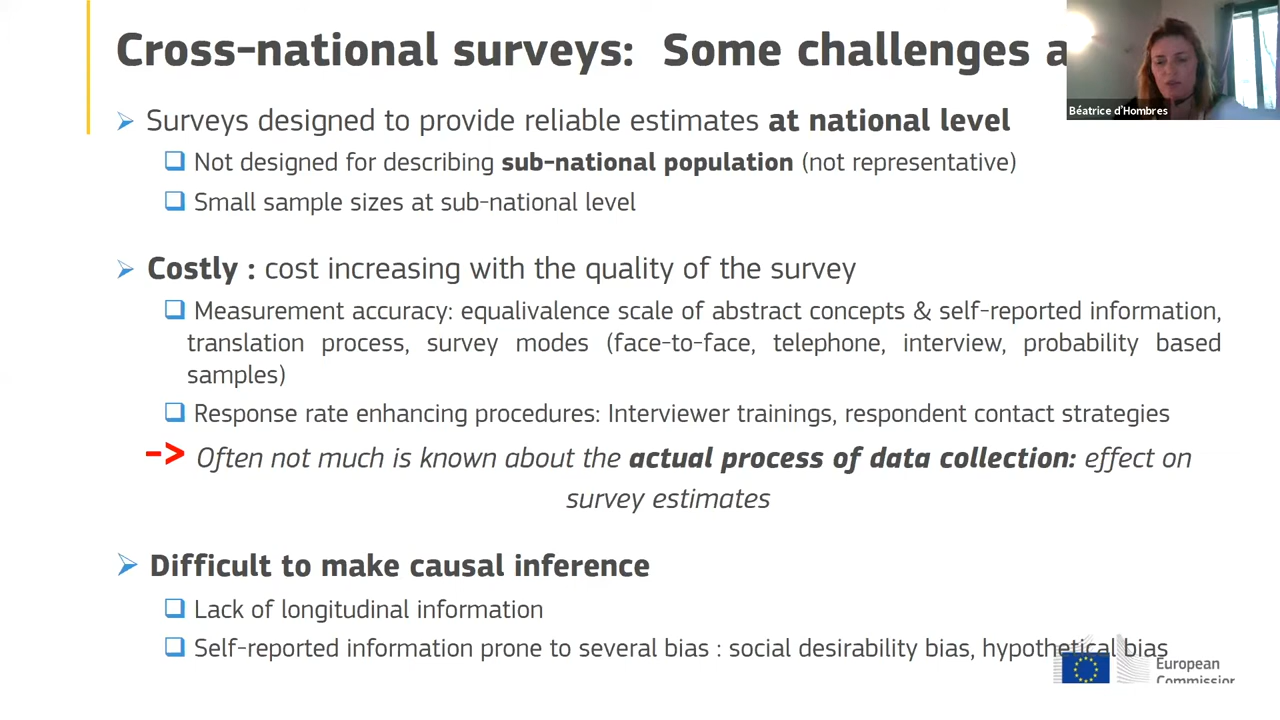 Cross-national surveys: Some challenges a
Béatrice d'Hombres
➢ Surveys designed to provide reliable estimates at national level
❑ Not designed for describing sub-national population (not representative)
❑ Small sample sizes at sub-national level
➢ Costly : cost increasing with the quality of the survey
❑ Measurement accuracy: equalivalence scale of abstract concepts & self-reported information,
translation process, survey modes (face-to-face, telephone, interview, probability based
samples)
❑ Response rate enhancing procedures: Interviewer trainings, respondent contact strategies
-> Often not much is known about the actual process of data collection: effect on
survey estimates
➢ Difficult to make causal inference
❑ Lack of longitudinal information
❑ Self-reported information prone to several bias : social desirability bias, hypothetical bias
European
Commission